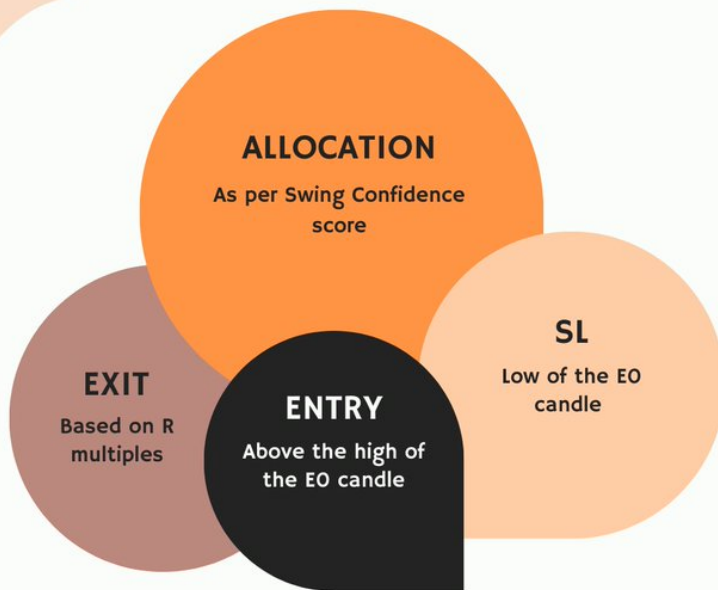 ALLOCATION
As per Swing Confidence
score
SL
Low of the EO
candle
EXIT
Based on R
multiples
ENTRY
Above the high of
the EO candle